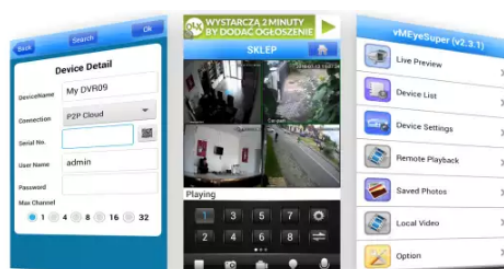 Back
Search
Ok
Device Detail
DeviceName
My DVR09
Connection
P2P Cloud
Serial No.
User Name
admin
Password
Max Channel
1 4 8 16 32
OLX
WYSTARCZA 2 MINUTY
BY DODAĆ OGŁOSZENIE
SKLEP
Playing
1 3 5 7
2 4 6 8
vMEyeSuper (v2.3.1)
Live Preview
Device List
Device Settings
Remote Playback
Saved Photos
Local Video
Option